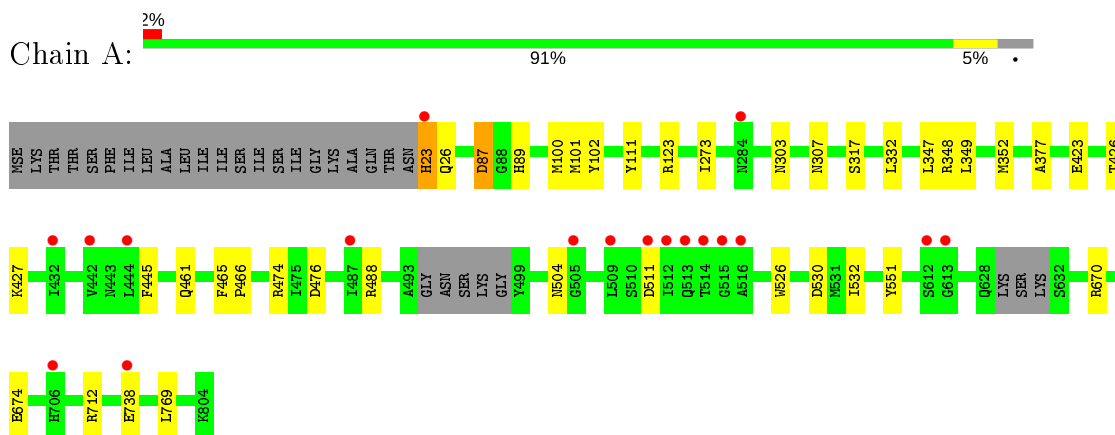 2%
Chain A:
91% 5% •
MSE LYS THR THR SER PHE ILE LEU ALA LEU ILE ILE SER ILE SER ILE GLY LYS ALA GLN THR ASN H23 Q26 D87 G88 H89 M100 M101 Y102 Y111 R123 I273 N284 N303 N307 S317 L332 L347 R348 L349 M352 A377 E423 T426
K427 I432 V442 N443 L444 F445 Q461 F465 P466 R474 I475 D476 I487 R488 A493 GLY ASN SER LYS GLY Y499 N504 G505 L509 S510 D511 I512 Q513 T514 G515 A516 W526 D530 M531 I532 Y551 S612 G613 Q628 LYS SER LYS S632 R670
E674 H706 R712 E738 L769 K804